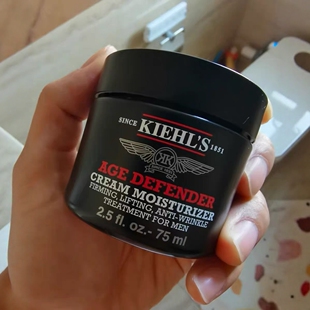 SINCE KIEHL'S 1851
K
AGE DEFENDER
CREAM MOISTURIZER
FIRMING, LIFTING, ANTI-WRINKLE
TREATMENT FOR MEN
2.5 fl. oz.- 75 ml